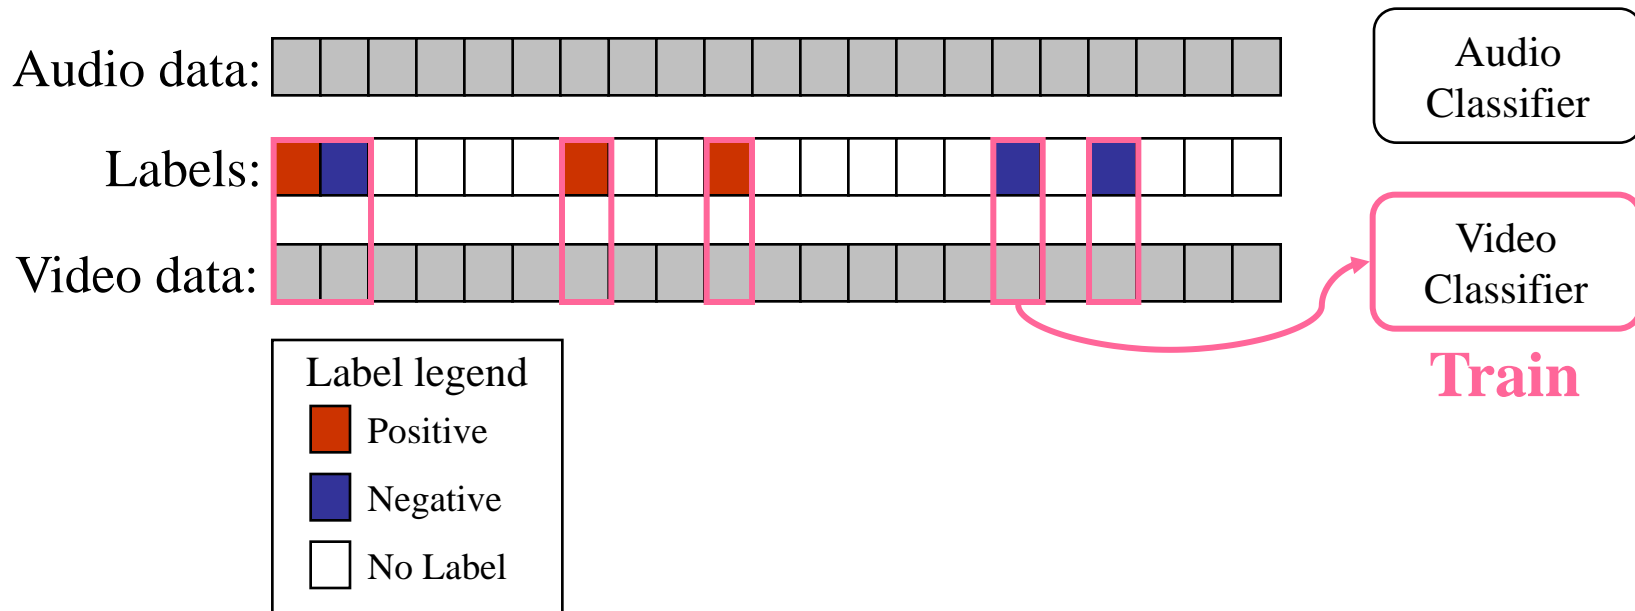 Audio data:
Audio
Classifier
Labels:
Video data:
Video
Classifier
Train
Label legend
Positive
Negative
No Label